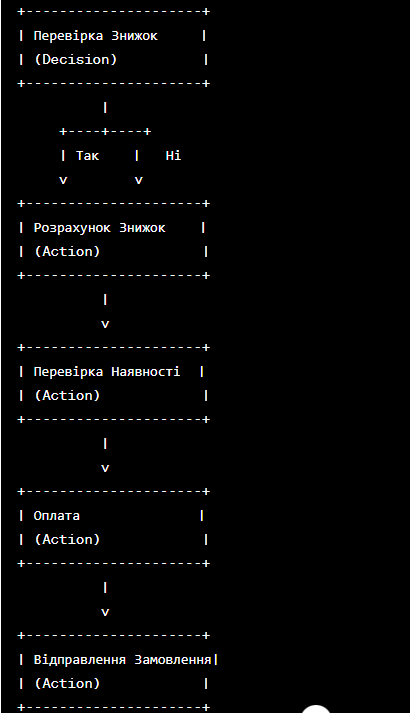 +---------------------+
| Перевірка Знижок     |
| (Decision)          |
+---------------------+
          |
     +----+----+
     | Так    |   Ні
     v        v
+---------------------+
| Розрахунок Знижок    |
| (Action)            |
+---------------------+
          |
          v
+---------------------+
| Перевірка Наявності  |
| (Action)            |
+---------------------+
          |
          v
+---------------------+
| Оплата              |
| (Action)            |
+---------------------+
          |
          v
+---------------------+
| Відправлення Замовлення|
| (Action)            |
+---------------------+